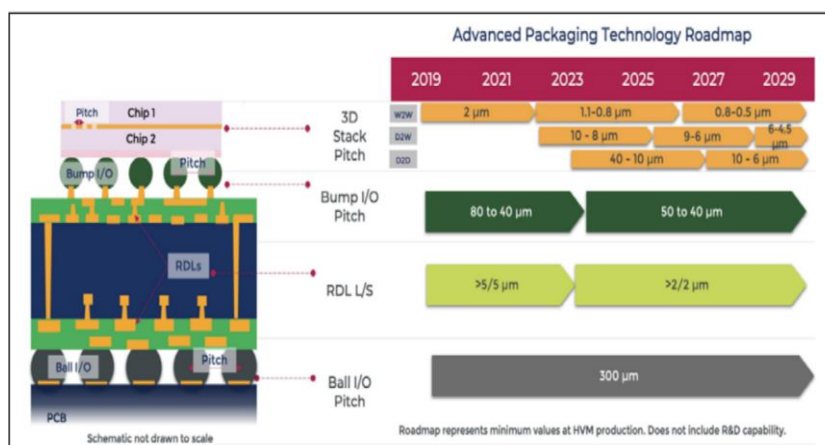 Advanced Packaging Technology Roadmap
2019 2021 2023 2025 2027 2029
Pitch
Chip 1
Chip 2
Bump I/O
Pitch
RDLs
Ball I/O
Pitch
PCB
Schematic not drawn to scale
3D
Stack
Pitch
W2W
2 µm
1.1-0.8 µm
0.8-0.5 µm
D2W
10 - 8 µm
9-6 µm
6-4.5
µm
D2D
40 - 10 µm
10 - 6 µm
Bump I/O
Pitch
80 to 40 µm
50 to 40 µm
RDL L/S
>5/5 µm
>2/2 µm
Ball I/O
Pitch
300 µm
Roadmap represents minimum values at HVM production. Does not include R&D capability.